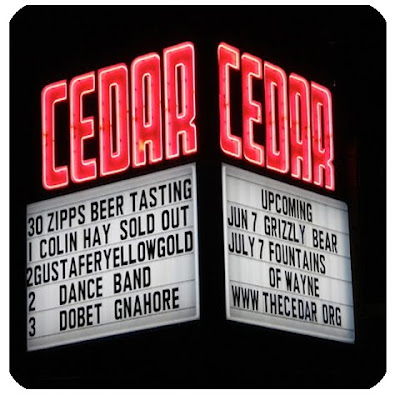 CEDAR
30 ZIPPS BEER TASTING
1 COLIN HAY SOLD OUT
2GUSTAFERYELLOWGOLD
2 DANCE BAND
3 DOBET GNAHORE
CEDAR
UPCOMING
JUN 7 GRIZZLY BEAR
JULY 7 FOUNTAINS
OF WAYNE
WWW THECEDAR ORG